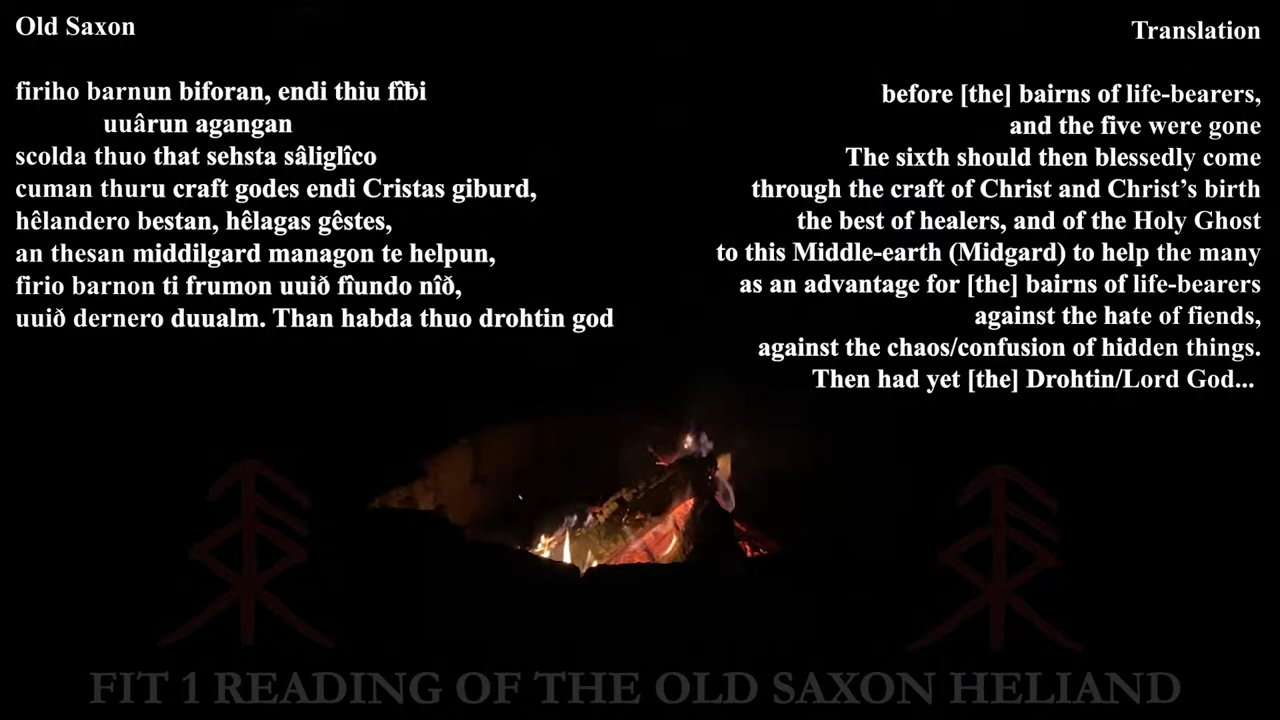 Old Saxon
firiho barnun biforan, endi thiu fîƀi
uuârun agangan
scolda thuo that sehsta sâliglîco
cuman thuru craft godes endi Cristas giburd,
hêlandero bestan, hêlagas gêstes,
an thesan middilgard managon te helpun,
firio barnon ti frumon uuið fîundo nîð,
uuið dernero duualm. Than habda thuo drohtin god
Translation
before [the] bairns of life-bearers,
and the five were gone
The sixth should then blessedly come
through the craft of Christ and Christ’s birth
the best of healers, and of the Holy Ghost
to this Middle-earth (Midgard) to help the many
as an advantage for [the] bairns of life-bearers
against the hate of fiends,
against the chaos/confusion of hidden things.
Then had yet [the] Drohtin/Lord God...
FIT 1 READING OF THE OLD SAXON HELIAND